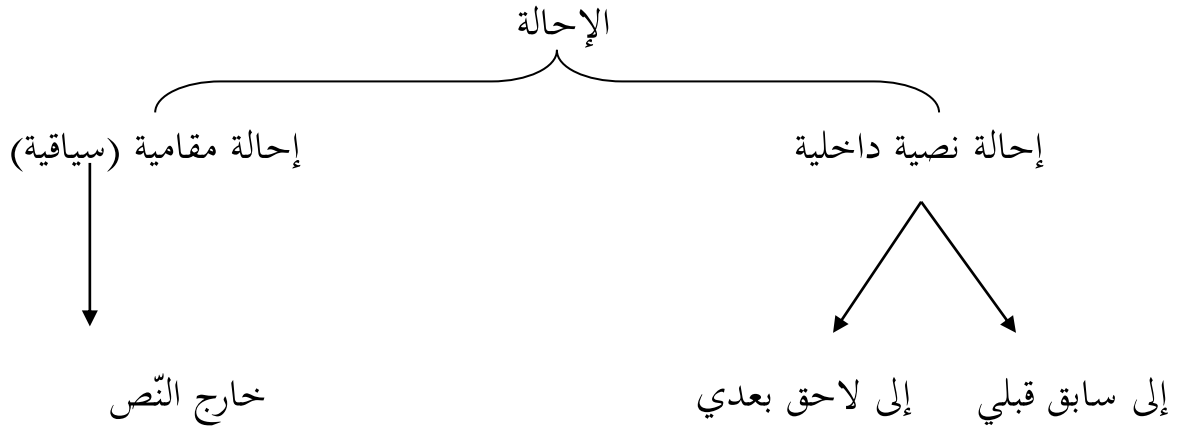 الإحالة
إحالة نصية داخلية
إحالة مقامية (سياقية)
إلى سابق قبلي
إلى لاحق بعدي
خارج النّص